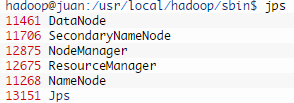 hadoop@juan:/usr/local/hadoop/sbin$ jps
11461 DataNode
11706 SecondaryNameNode
12875 NodeManager
12675 ResourceManager
11268 NameNode
13151 Jps